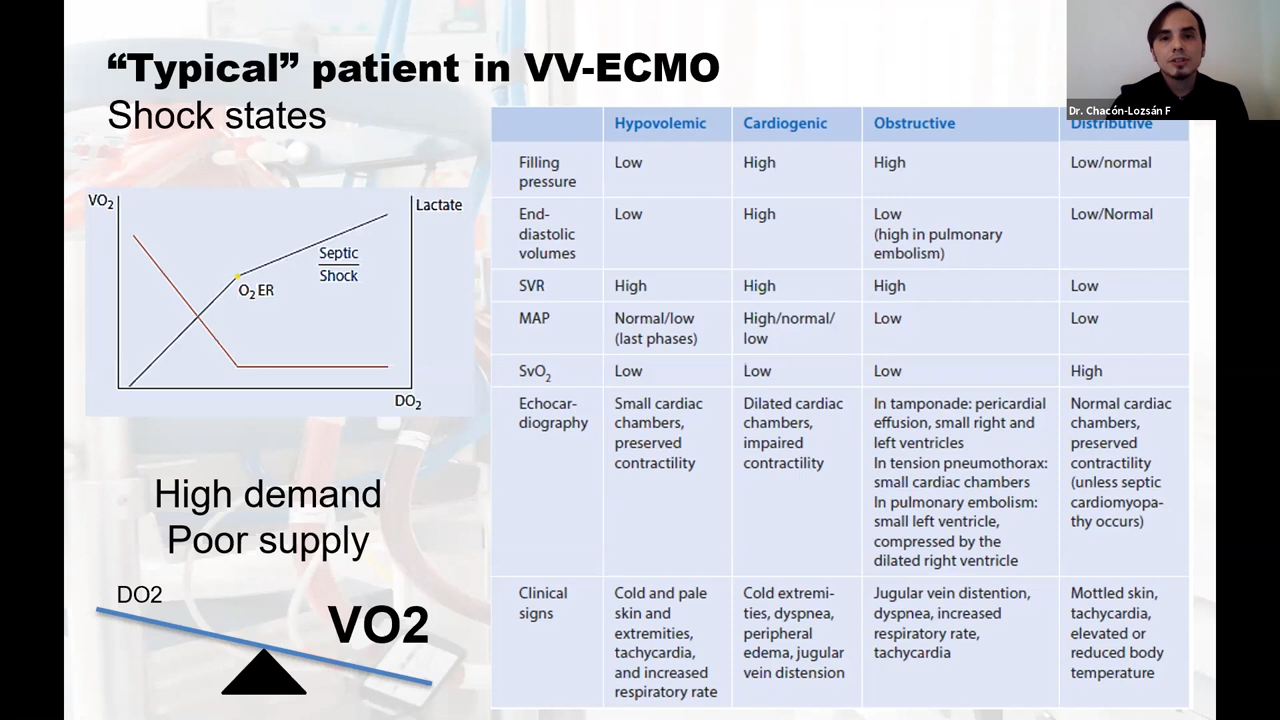 “Typical” patient in VV-ECMO
Shock states
Dr. Chacón-Lozsán F
VO2
Lactate
Septic
Shock
O2 ER
DO2
High demand
Poor supply
DO2
VO2
Hypovolemic Cardiogenic Obstructive Distributive
Filling
pressure
Low
High
High
Low/normal
End-
diastolic
volumes
Low
High
Low
(high in pulmonary
embolism)
Low/Normal
SVR
High
High
High
Low
MAP
Normal/low
(last phases)
High/normal/
low
Low
Low
SvO2
Low
Low
Low
High
Echocar-
diography
Small cardiac
chambers,
preserved
contractility
Dilated cardiac
chambers,
impaired
contractility
In tamponade: pericardial
effusion, small right and
left ventricles
In tension pneumothorax:
small cardiac chambers
In pulmonary embolism:
small left ventricle,
compressed by the
dilated right ventricle
Normal cardiac
chambers,
preserved
contractility
(unless septic
cardiomyopa-
thy occurs)
Clinical
signs
Cold and pale
skin and
extremities,
tachycardia,
and increased
respiratory rate
Cold extremi-
ties, dyspnea,
peripheral
edema, jugular
vein distension
Jugular vein distention,
dyspnea, increased
respiratory rate,
tachycardia
Mottled skin,
tachycardia,
elevated or
reduced body
temperature